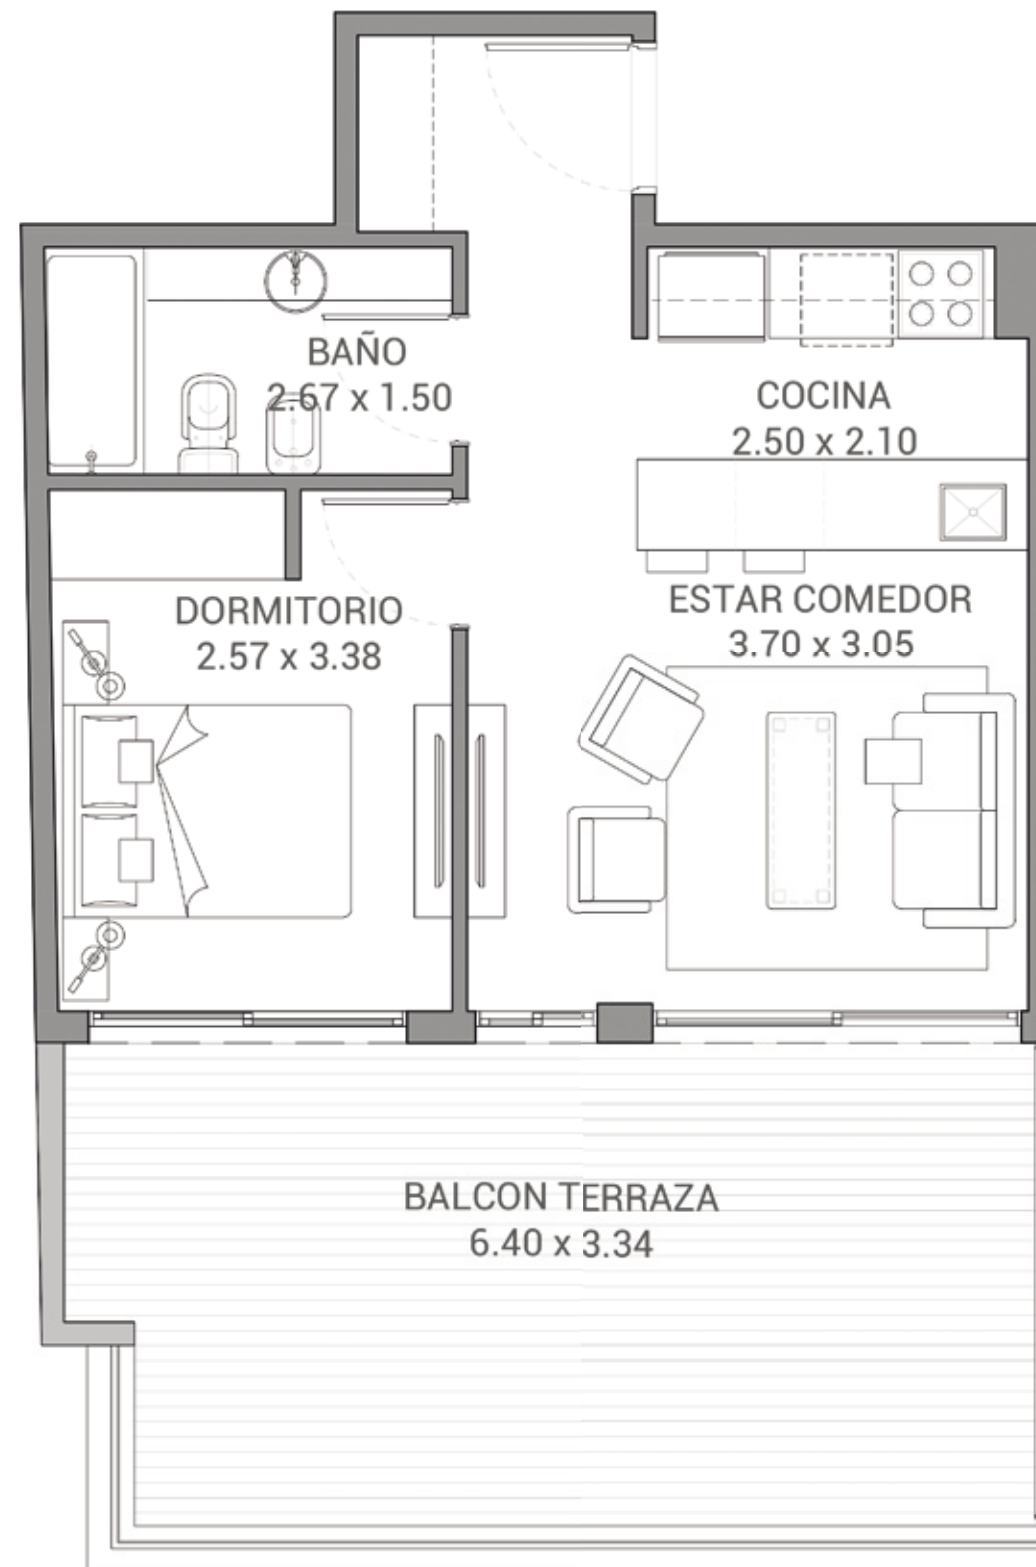 BAÑO
2.67 x 1.50
COCINA
2.50 x 2.10
DORMITORIO
2.57 x 3.38
ESTAR COMEDOR
3.70 x 3.05
BALCON TERRAZA
6.40 x 3.34